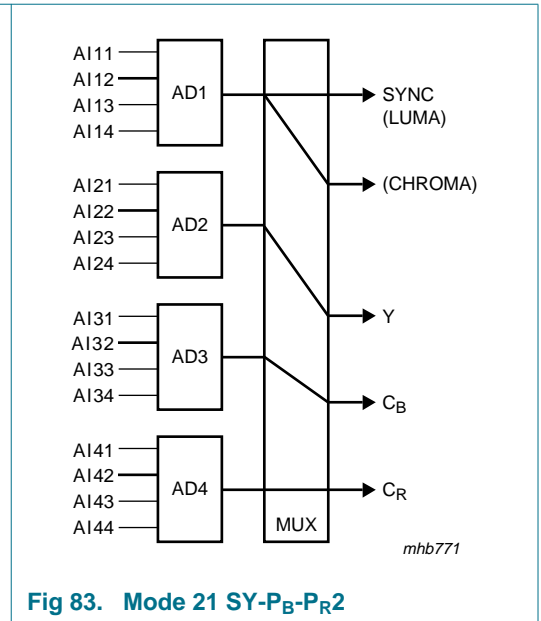 AI11
AI12
AI13
AI14
AD1
SYNC
(LUMA)
(CHROMA)
AI21
AI22
AI23
AI24
AD2
Y
AI31
AI32
AI33
AI34
AD3
CB
AI41
AI42
AI43
AI44
AD4
CR
MUX
mhb771
Fig 83. Mode 21 SY-PB-PR2